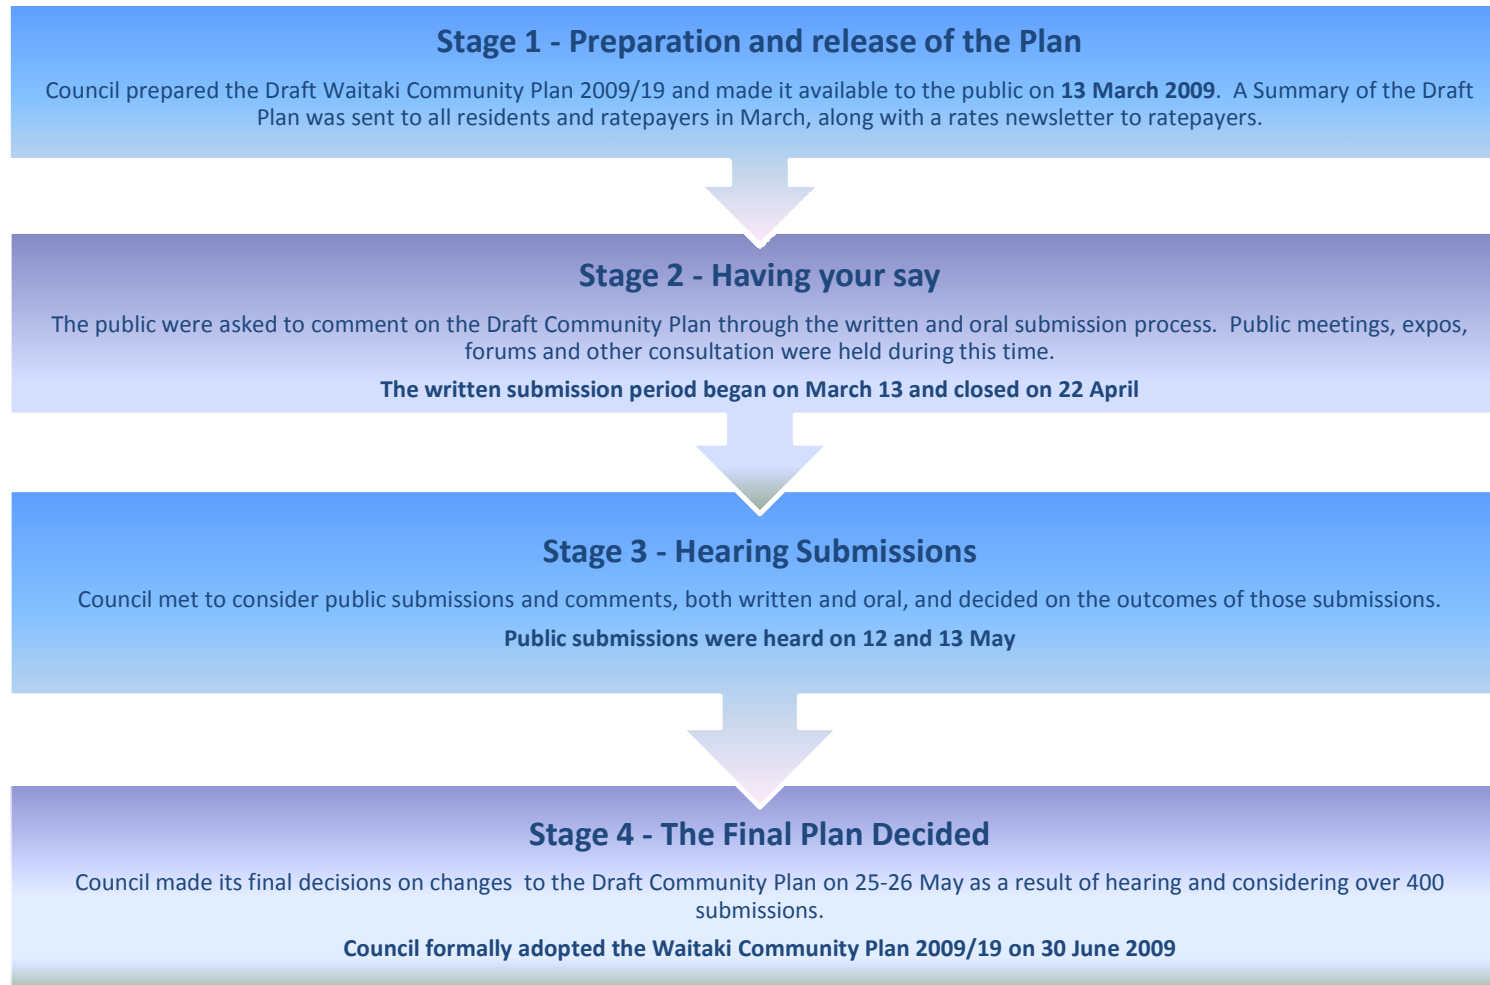 Stage 1 - Preparation and release of the Plan
Council prepared the Draft Waitaki Community Plan 2009/19 and made it available to the public on 13 March 2009.  A Summary of the Draft
Plan was sent to all residents and ratepayers in March, along with a rates newsletter to ratepayers.
Stage 2 - Having your say
The public were asked to comment on the Draft Community Plan through the written and oral submission process.  Public meetings, expos,
forums and other consultation were held during this time.
The written submission period began on March 13 and closed on 22 April
Stage 3 - Hearing Submissions
Council met to consider public submissions and comments, both written and oral, and decided on the outcomes of those submissions.
Public submissions were heard on 12 and 13 May
Stage 4 - The Final Plan Decided
Council made its final decisions on changes  to the Draft Community Plan on 25-26 May as a result of hearing and considering over 400
submissions.
Council formally adopted the Waitaki Community Plan 2009/19 on 30 June 2009